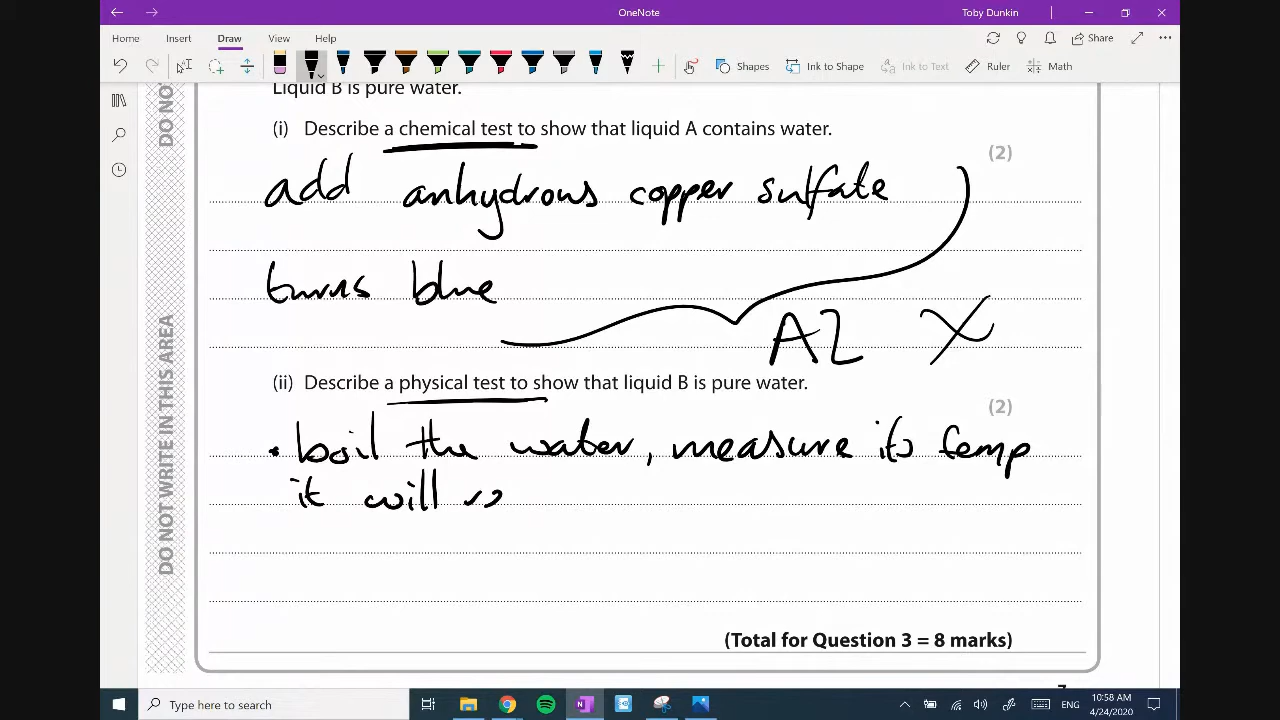 OneNote
Toby Dunkin
Home Insert Draw View Help
Share
Shapes Ink to Shape Ink to Text Ruler Math
DO NO
Liquid B is pure water.
(i) Describe a chemical test to show that liquid A contains water.
(2)
add anhydrous copper sulfate
turns blue
A2 X
DO NOT WRITE IN THIS AREA
(ii) Describe a physical test to show that liquid B is pure water.
(2)
• boil the water, measure its temp
it will
(Total for Question 3 = 8 marks)
7
Type here to search
ENG
10:58 AM
4/24/2020